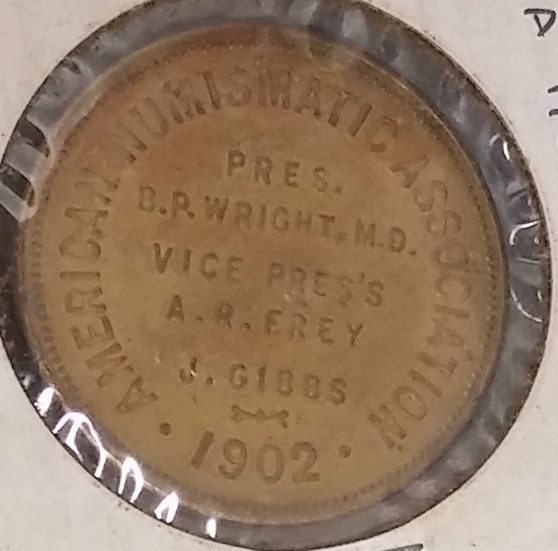 AMERICAN NUMISMATIC ASSOCIATION
PRES.
B.P. WRIGHT, M.D.
VICE PRES'S
A. R. FREY
J. GIBBS
• 1902 •